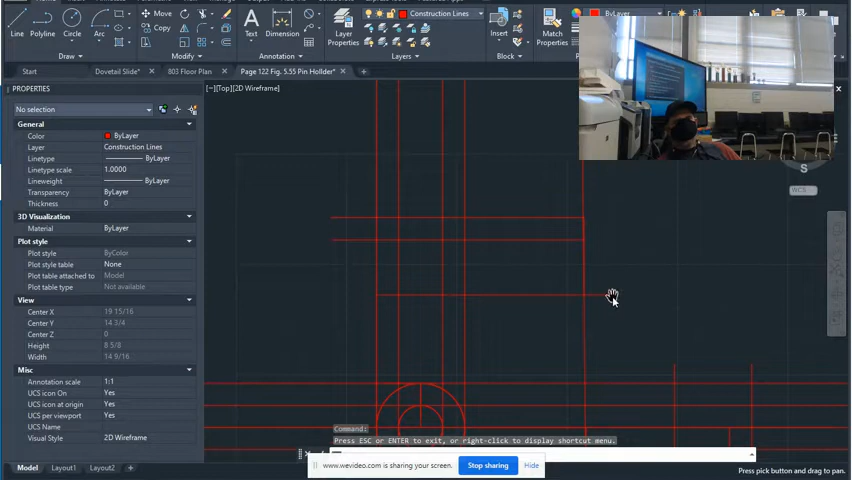 Construction Lines
ByLayer
Line
Polyline
Circle
Arc
Move
Copy
Text
Dimension
Layer
Properties
Insert
Match
Properties
Draw
Modify
Annotation
Layers
Block
Start
Dovetail Slide*
803 Floor Plan
Page 122 Fig. 5.55 Pin Hollder*
PROPERTIES
[−][Top][2D Wireframe]
No selection
General
Color ByLayer
Layer Construction Lines
Linetype ByLayer
Linetype scale 1.0000
Lineweight ByLayer
Transparency ByLayer
Thickness 0
3D Visualization
Material ByLayer
Plot style
Plot style ByColor
Plot style table None
Plot table attached to Model
Plot table type Not available
View
Center X 19 15/16
Center Y 14 3/4
Center Z 0
Height 8 5/8
Width 14 9/16
Misc
Annotation scale 1:1
UCS icon On Yes
UCS icon at origin Yes
UCS per viewport Yes
Visual Style 2D Wireframe
S
WCS
Command:
Press ESC or ENTER to exit, or right-click to display shortcut menu.
www.wevideo.com is sharing your screen.
Stop sharing
Hide
Model
Layout1
Layout2
Press pick button and drag to pan.